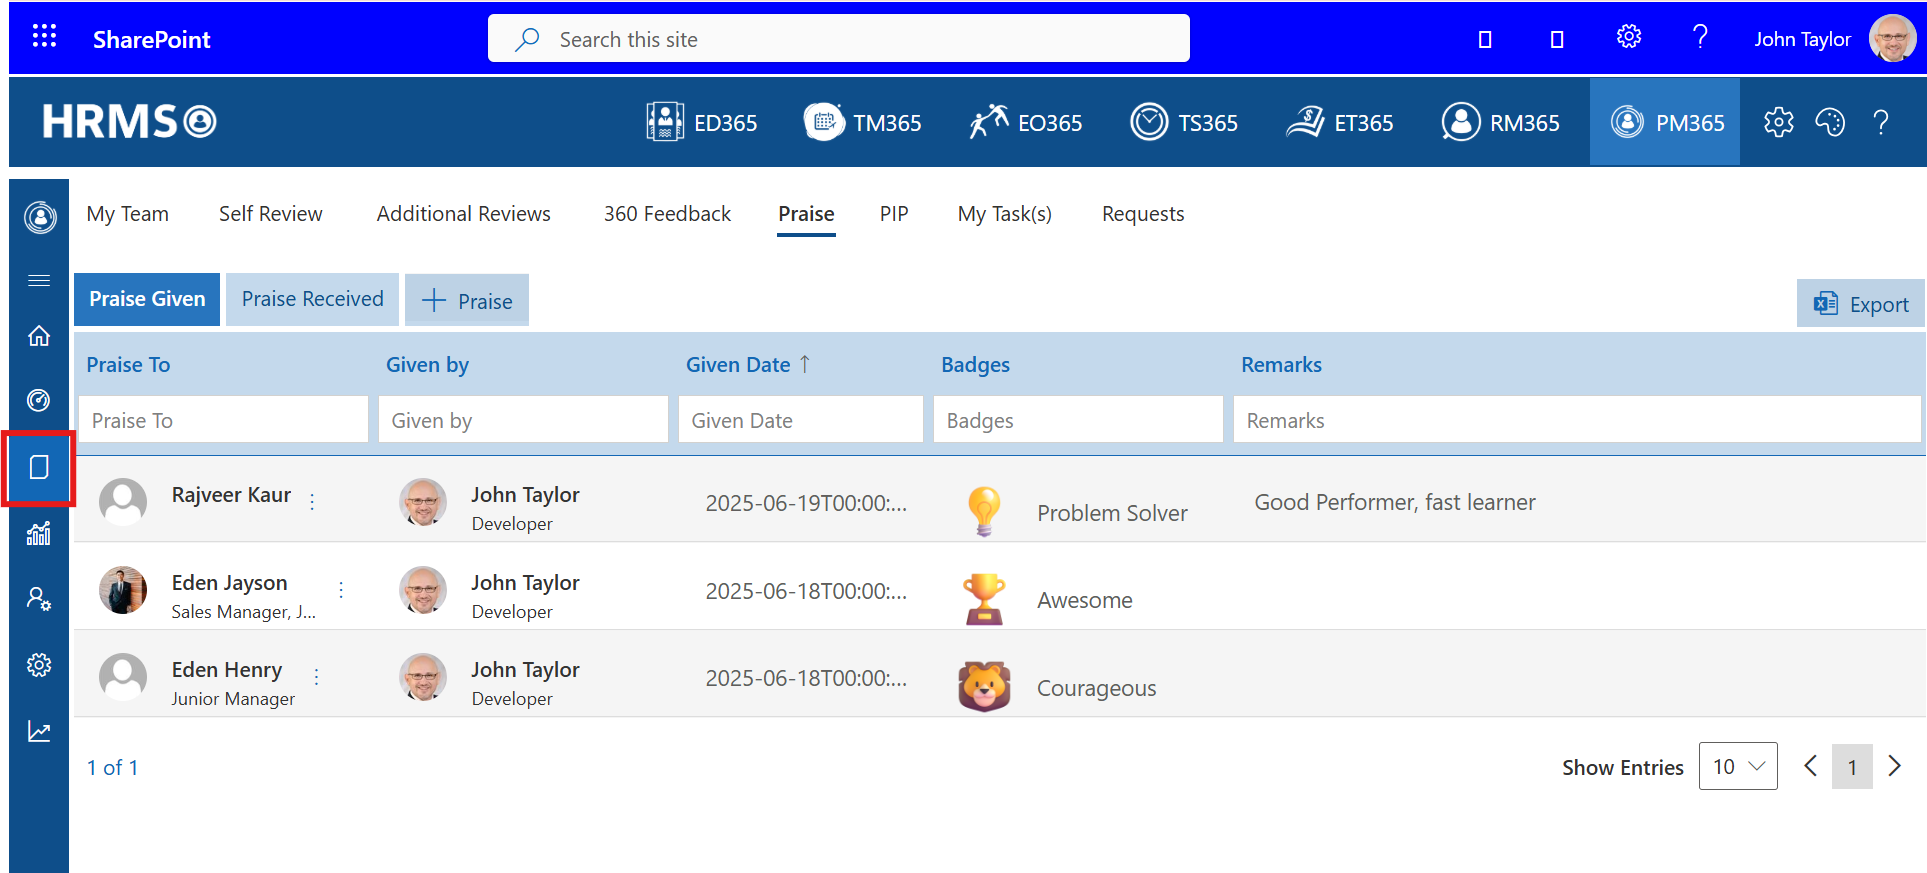 SharePoint
Search this site
John Taylor
HRMS
ED365
TM365
EO365
TS365
ET365
RM365
PM365
My Team
Self Review
Additional Reviews
360 Feedback
Praise
PIP
My Task(s)
Requests
Praise Given
Praise Received
Praise
Export
Praise To
Given by
Given Date ↑
Badges
Remarks
Praise To
Given by
Given Date
Badges
Remarks
Rajveer Kaur
John Taylor
Developer
2025-06-19T00:00:...
Problem Solver
Good Performer, fast learner
Eden Jayson
Sales Manager, J...
John Taylor
Developer
2025-06-18T00:00:...
Awesome
Eden Henry
Junior Manager
John Taylor
Developer
2025-06-18T00:00:...
Courageous
1 of 1
Show Entries
10
1